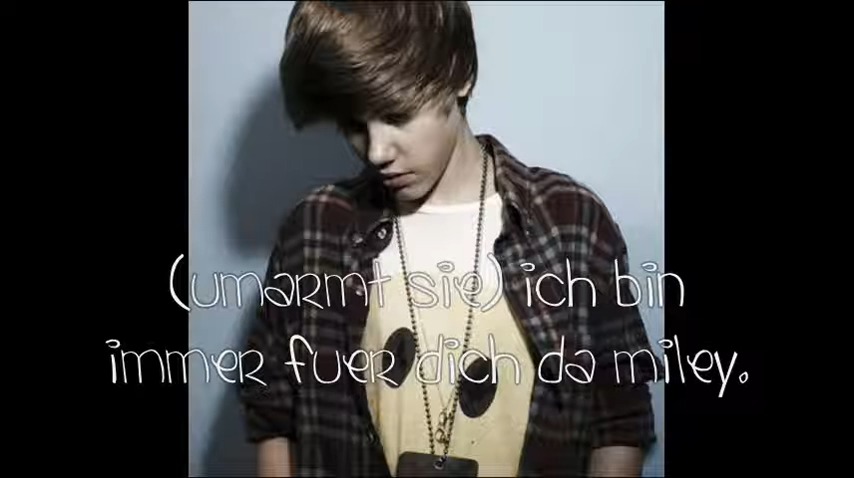 (umarmt sie) ich bin
immer fuer dich da miley.